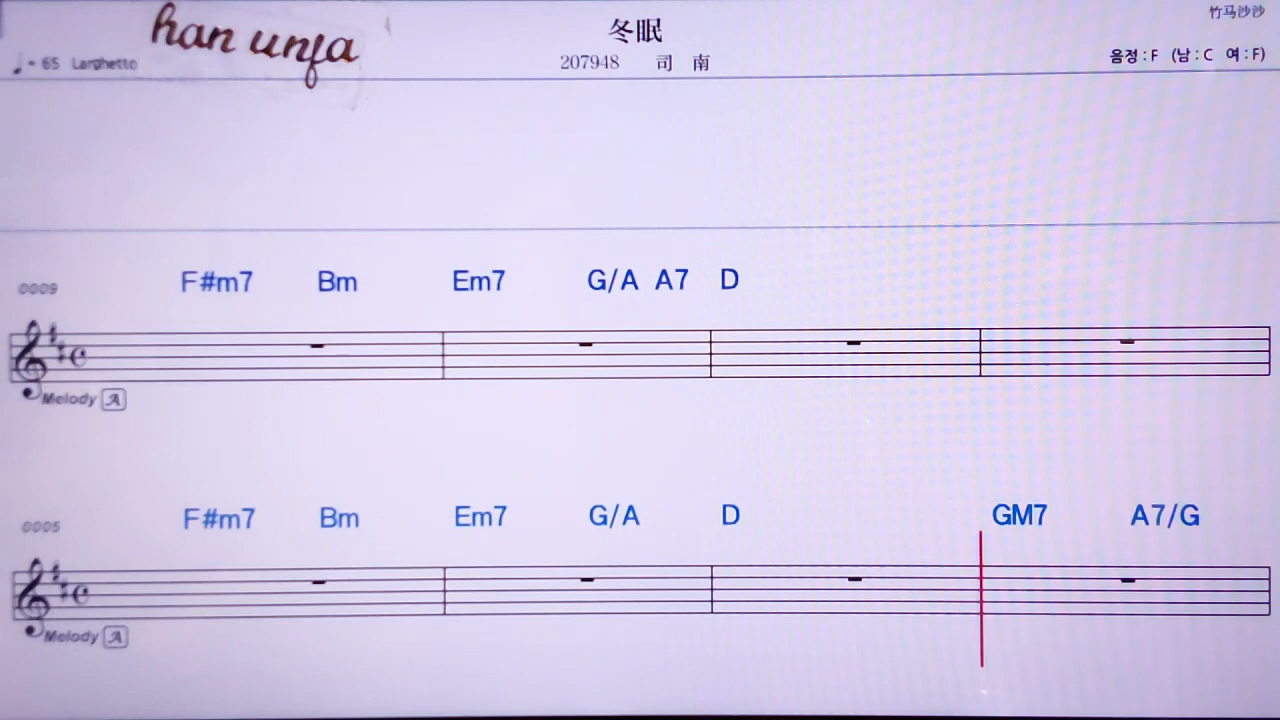 han unfa
冬眠
竹马沙沙
♩= 65 Larghetto
207948 司 南
음정 : F (남 : C 여 : F)
0009
F#m7 Bm Em7 G/A A7 D
Melody A
0005
F#m7 Bm Em7 G/A D GM7 A7/G
Melody A